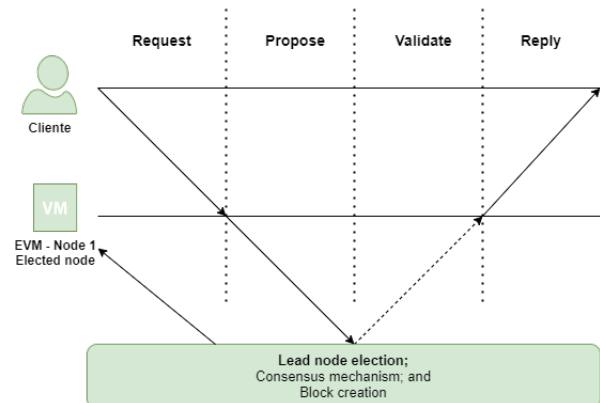 Request Propose Validate Reply
Cliente
VM
EVM - Node 1
Elected node
Lead node election;
Consensus mechanism; and
Block creation